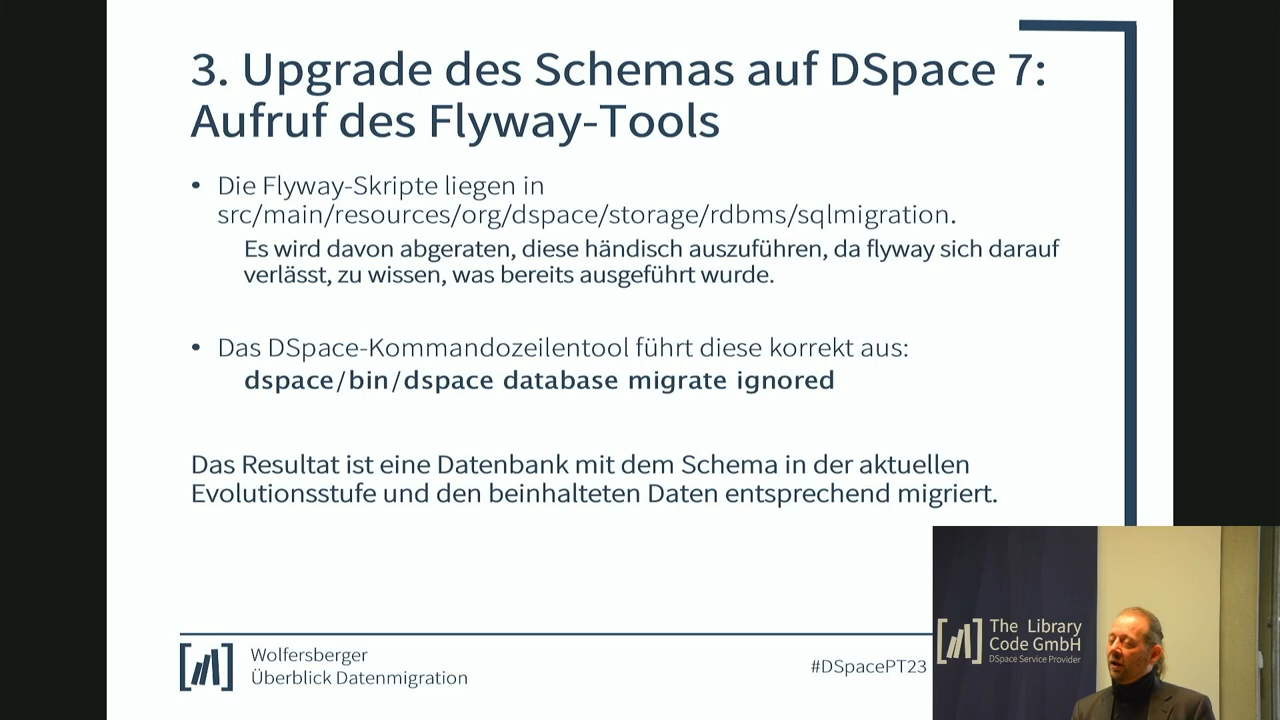 3. Upgrade des Schemas auf DSpace 7:
Aufruf des Flyway-Tools
• Die Flyway-Skripte liegen in
src/main/resources/org/dspace/storage/rdbms/sqlmigration.
Es wird davon abgeraten, diese händisch auszuführen, da flyway sich darauf
verlässt, zu wissen, was bereits ausgeführt wurde.
• Das DSpace-Kommandozeilentool führt diese korrekt aus:
dspace/bin/dspace database migrate ignored
Das Resultat ist eine Datenbank mit dem Schema in der aktuellen
Evolutionsstufe und den beinhalteten Daten entsprechend migriert.
Wolfersberger
Überblick Datenmigration
#DSpacePT23
The Library
Code GmbH
DSpace Service Provider